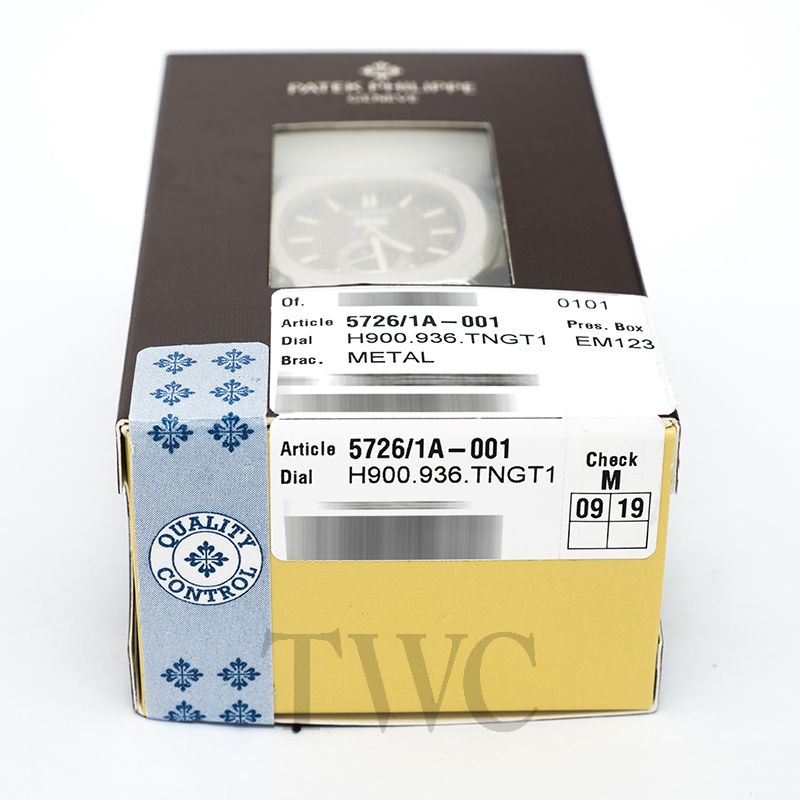 PATEK PHILIPPE
GENEVE
Of. 0101
Article 5726/1A-001 Pres. Box
Dial H900.936.TNGT1 EM123
Brac. METAL
Article 5726/1A-001
Dial H900.936.TNGT1
Check
M
09 19
QUALITY
CONTROL
TWC